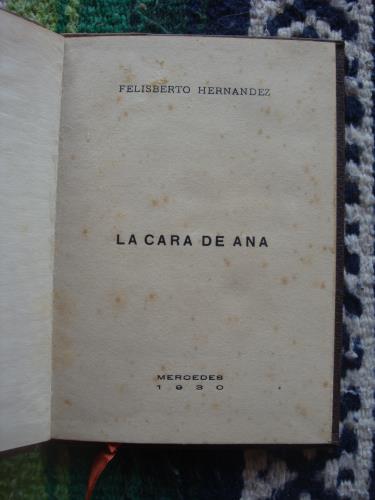 FELISBERTO HERNANDEZ
LA CARA DE ANA
MERCEDES
1930